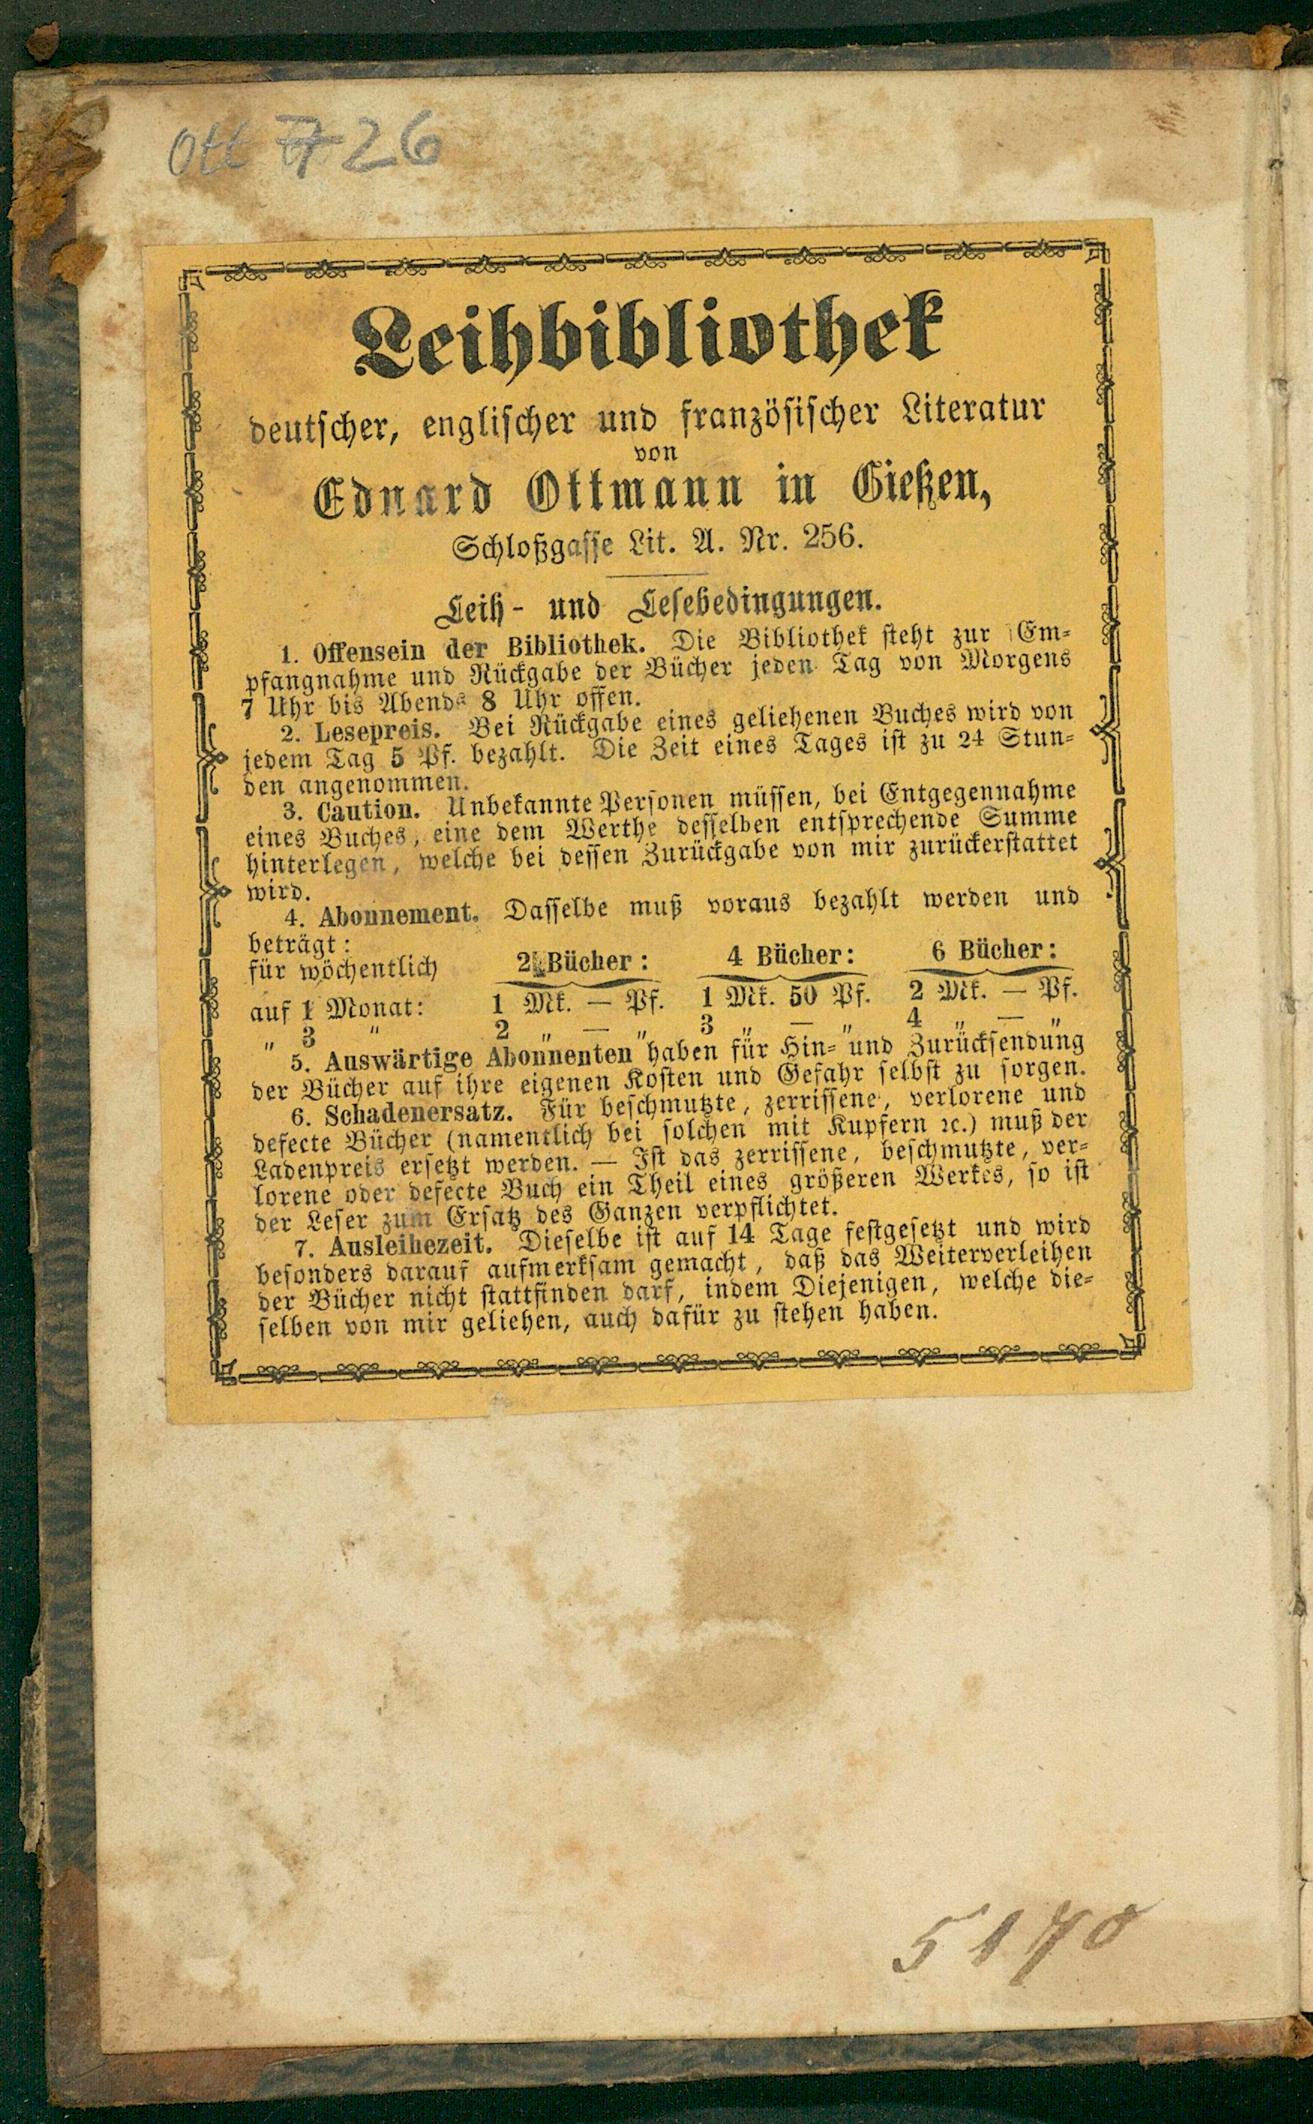 Ott 726
Leihbibliothek
deutscher, englischer und französischer Literatur
von
Eduard Ottmann in Gießen,
Schloßgasse Lit. A. Nr. 256.
Leih- und Lesebedingungen.
1. Offensein der Bibliothek. Die Bibliothek steht zur Em-
pfangnahme und Rückgabe der Bücher jeden Tag von Morgens
7 Uhr bis Abends 8 Uhr offen.
2. Lesepreis. Bei Rückgabe eines geliehenen Buches wird von
jedem Tag 5 Pf. bezahlt. Die Zeit eines Tages ist zu 24 Stun-
den angenommen.
3. Caution. Unbekannte Personen müssen, bei Entgegennahme
eines Buches, eine dem Werthe desselben entsprechende Summe
hinterlegen, welche bei dessen Zurückgabe von mir zurückerstattet
wird.
4. Abonnement. Dasselbe muß voraus bezahlt werden und
beträgt:
für wöchentlich 2 Bücher: 4 Bücher: 6 Bücher:
auf 1 Monat: 1 Mk. — Pf. 1 Mk. 50 Pf. 2 Mk. — Pf.
" 3 " 2 " — " 3 " — " 4 " — "
5. Auswärtige Abonnenten haben für Hin- und Zurücksendung
der Bücher auf ihre eigenen Kosten und Gefahr selbst zu sorgen.
6. Schadenersatz. Für beschmutzte, zerrissene, verlorene und
defecte Bücher (namentlich bei solchen mit Kupfern ꝛc.) muß der
Ladenpreis ersetzt werden. — Ist das zerrissene, beschmutzte, ver-
lorene oder defecte Buch ein Theil eines größeren Werkes, so ist
der Leser zum Ersatz des Ganzen verpflichtet.
7. Ausleihezeit. Dieselbe ist auf 14 Tage festgesetzt und wird
besonders darauf aufmerksam gemacht, daß das Weiterverleihen
der Bücher nicht stattfinden darf, indem Diejenigen, welche die-
selben von mir geliehen, auch dafür zu stehen haben.
5170